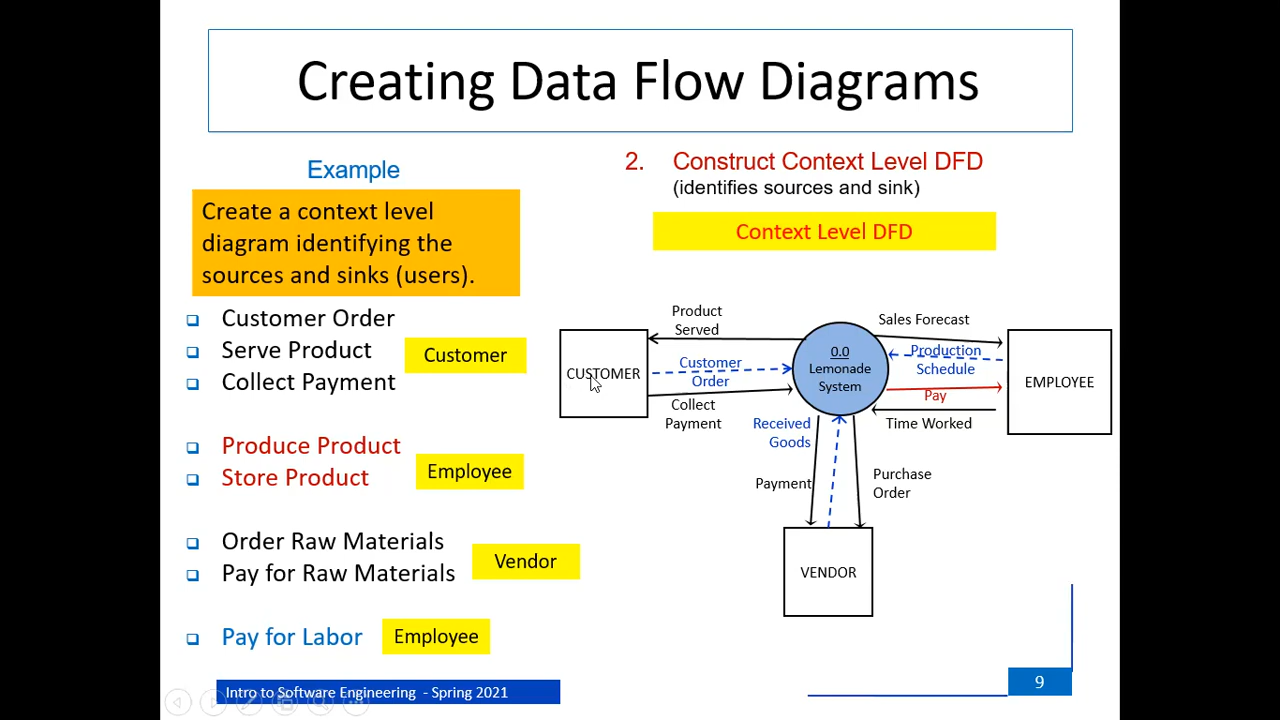 Creating Data Flow Diagrams
Example
Create a context level
diagram identifying the
sources and sinks (users).
Customer Order
Serve Product
Collect Payment
Customer
Produce Product
Store Product
Employee
Order Raw Materials
Pay for Raw Materials
Vendor
Pay for Labor
Employee
2. Construct Context Level DFD
(identifies sources and sink)
Context Level DFD
Product
Served
CUSTOMER
Customer
Order
Collect
Payment
0.0
Lemonade
System
Sales Forecast
Production
Schedule
Pay
Time Worked
EMPLOYEE
Received
Goods
Payment
Purchase
Order
VENDOR
Intro to Software Engineering - Spring 2021
9